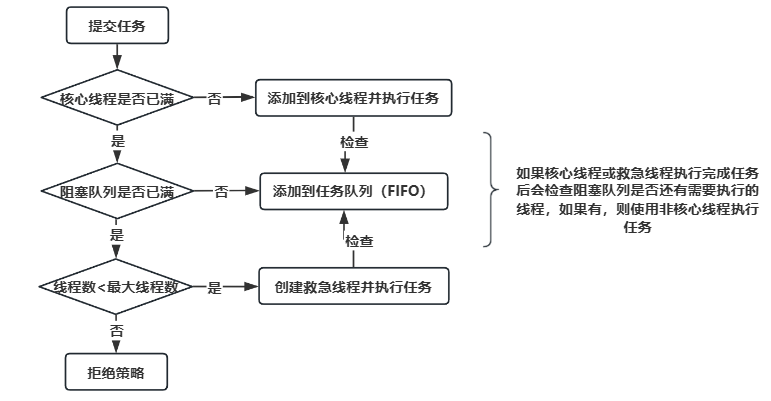 提交任务
核心线程是否已满
否
添加到核心线程并执行任务
是
检查
阻塞队列是否已满
否
添加到任务队列（FIFO）
如果核心线程或救急线程执行完成任务
后会检查阻塞队列是否还有需要执行的
线程，如果有，则使用非核心线程执行
任务
是
检查
线程数<最大线程数
是
创建救急线程并执行任务
否
拒绝策略